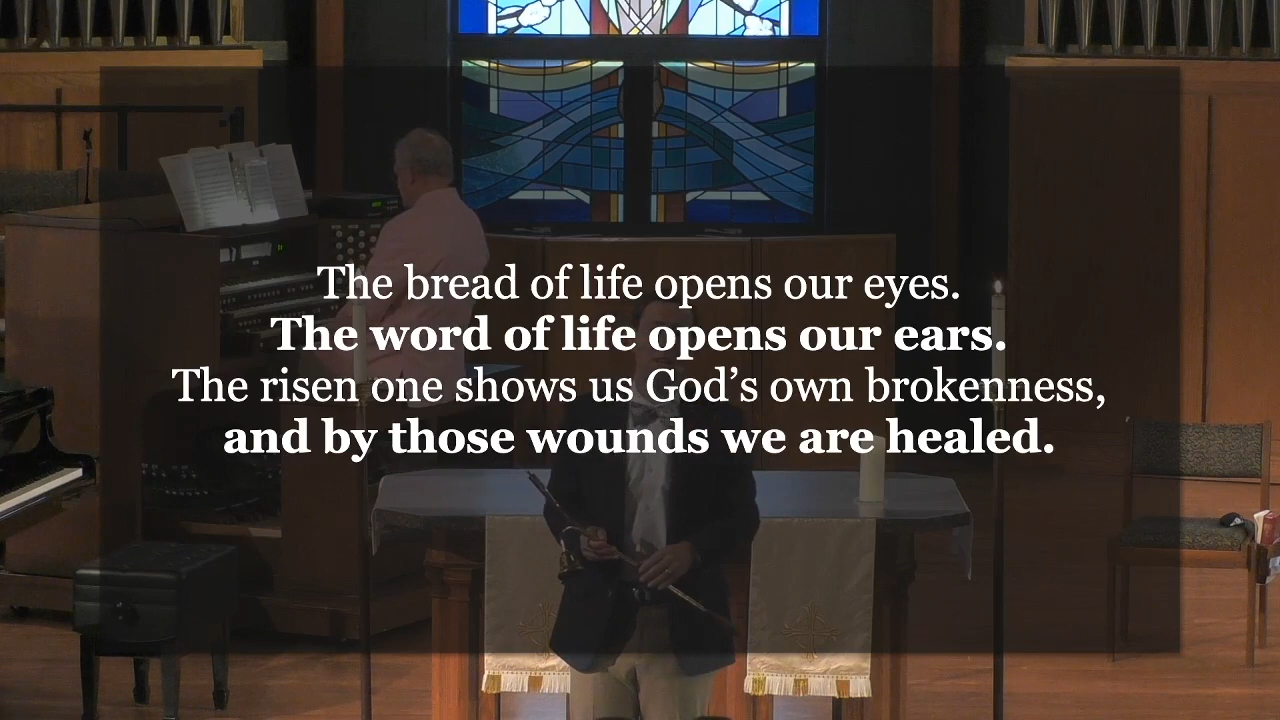 The bread of life opens our eyes.
The word of life opens our ears.
The risen one shows us God’s own brokenness,
and by those wounds we are healed.